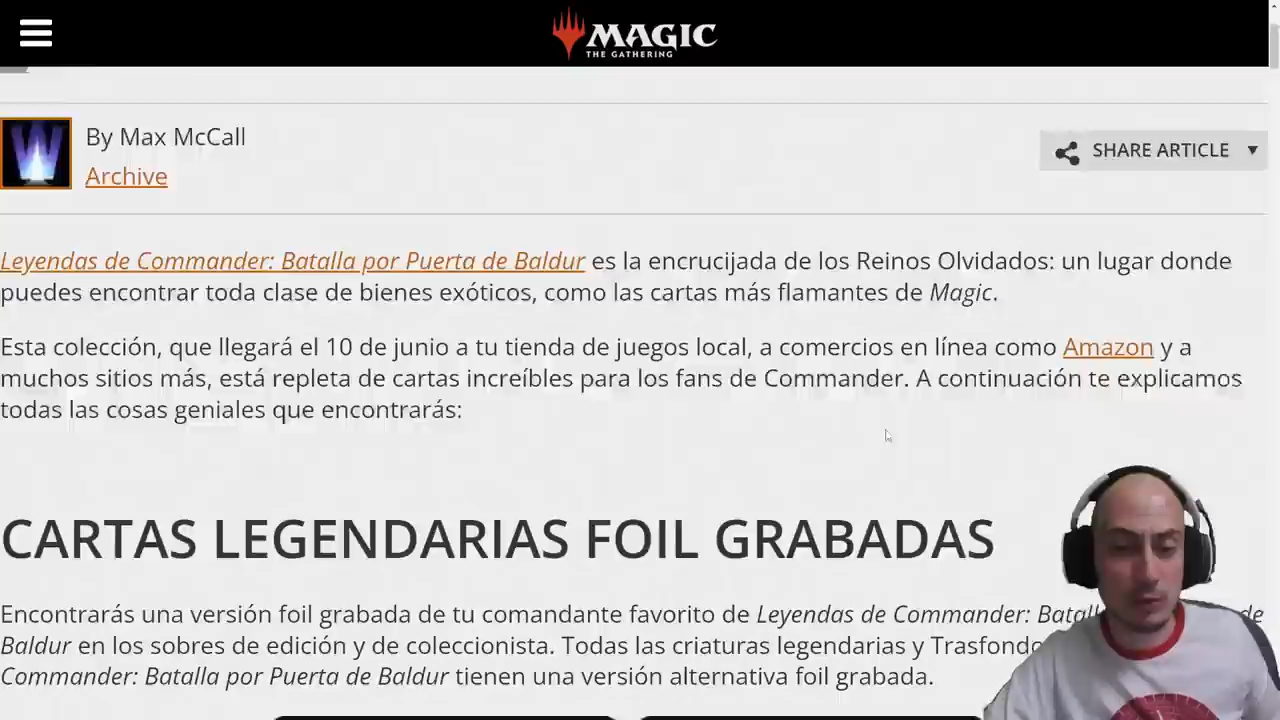 MAGIC
THE GATHERING
By Max McCall
Archive
SHARE ARTICLE
Leyendas de Commander: Batalla por Puerta de Baldur es la encrucijada de los Reinos Olvidados: un lugar donde
puedes encontrar toda clase de bienes exóticos, como las cartas más flamantes de Magic.
Esta colección, que llegará el 10 de junio a tu tienda de juegos local, a comercios en línea como Amazon y a
muchos sitios más, está repleta de cartas increíbles para los fans de Commander. A continuación te explicamos
todas las cosas geniales que encontrarás:
CARTAS LEGENDARIAS FOIL GRABADAS
Encontrarás una versión foil grabada de tu comandante favorito de Leyendas de Commander: de
Baldur en los sobres de edición y de coleccionista. Todas las criaturas legendarias y
Commander: Batalla por Puerta de Baldur tienen una versión alternativa foil grabada.